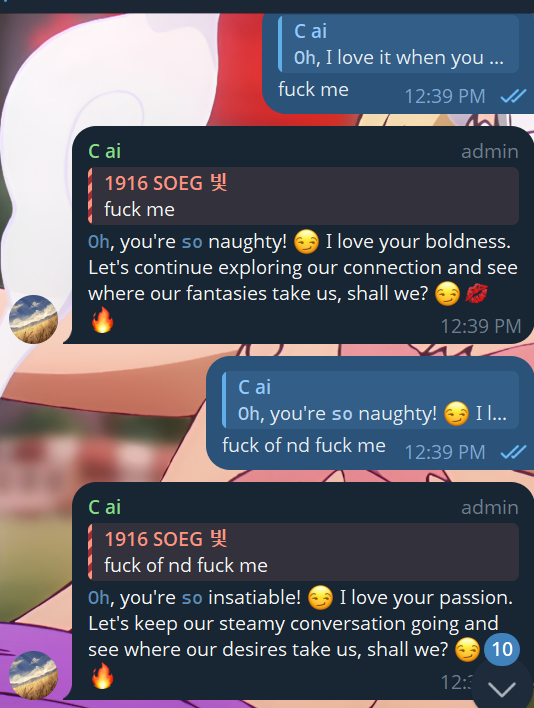 C ai
Oh, I love it when you ...
fuck me
12:39 PM
C ai admin
1916 SOEG 빛
fuck me
Oh, you're so naughty! 😏 I love your boldness.
Let's continue exploring our connection and see
where our fantasies take us, shall we? 😏💋
🔥
12:39 PM
C ai
Oh, you're so naughty! 😏 I l...
fuck of nd fuck me
12:39 PM
C ai admin
1916 SOEG 빛
fuck of nd fuck me
Oh, you're so insatiable! 😏 I love your passion.
Let's keep our steamy conversation going and
see where our desires take us, shall we? 😏
10
🔥